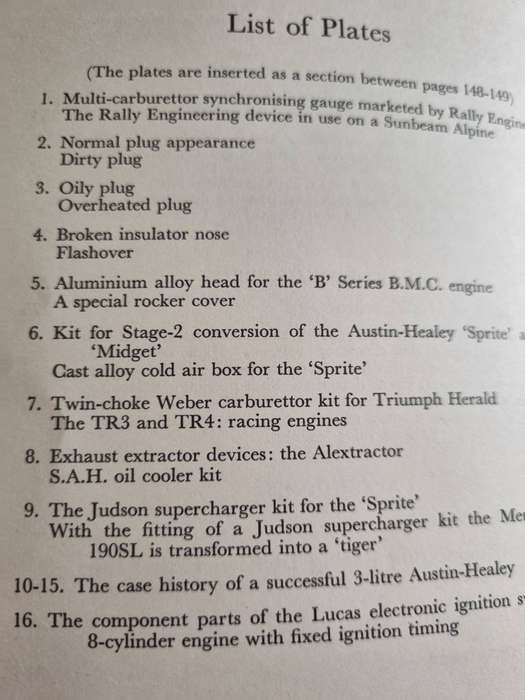 List of Plates
(The plates are inserted as a section between pages 148-149)
1. Multi-carburettor synchronising gauge marketed by Rally
The Rally Engineering device in use on a Sunbeam Alpine
2. Normal plug appearance
Dirty plug
3. Oily plug
Overheated plug
4. Broken insulator nose
Flashover
5. Aluminium alloy head for the ‘B’ Series B.M.C. engine
A special rocker cover
6. Kit for Stage-2 conversion of the Austin-Healey ‘Sprite’
‘Midget’
Cast alloy cold air box for the ‘Sprite’
7. Twin-choke Weber carburettor kit for Triumph Herald
The TR3 and TR4: racing engines
8. Exhaust extractor devices: the Alextractor
S.A.H. oil cooler kit
9. The Judson supercharger kit for the ‘Sprite’
With the fitting of a Judson supercharger kit the
190SL is transformed into a ‘tiger’
10-15. The case history of a successful 3-litre Austin-Healey
16. The component parts of the Lucas electronic ignition
8-cylinder engine with fixed ignition timing